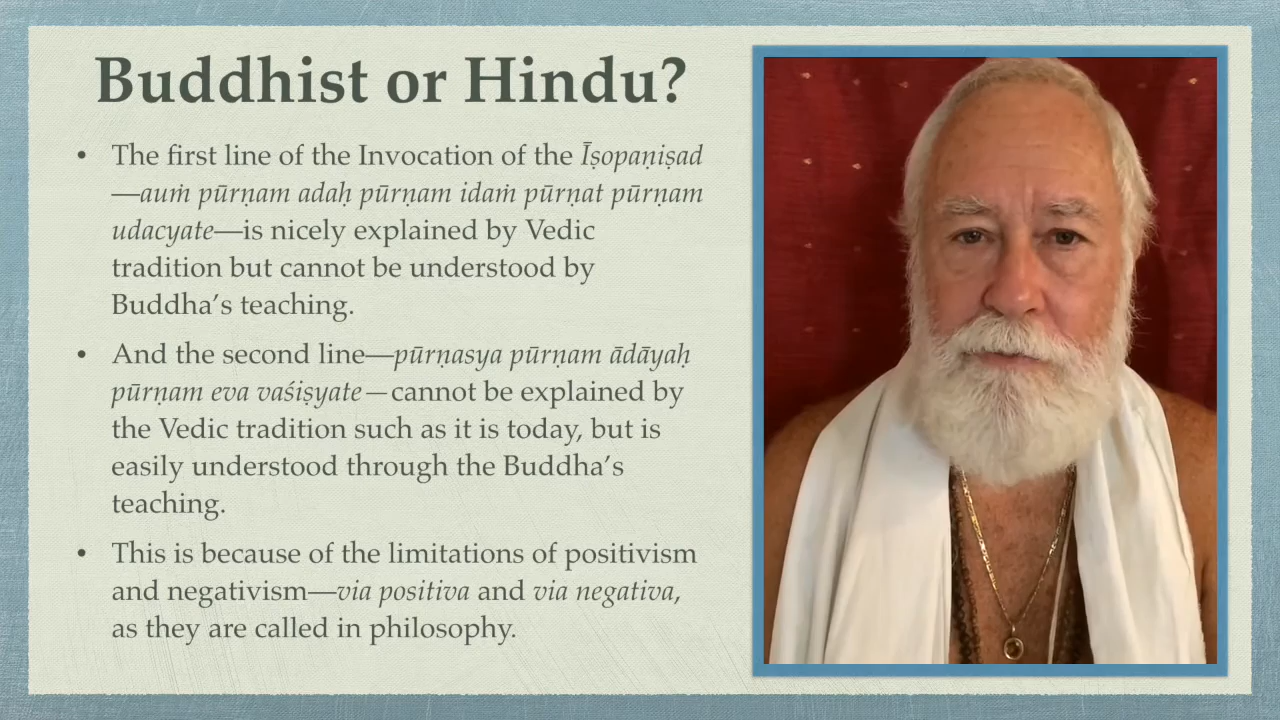 Buddhist or Hindu?
• The first line of the Invocation of the Īṣopaṇiṣad
—auṁ pūrṇam adaḥ pūrṇam idaṁ pūrṇat pūrṇam
udacyate—is nicely explained by Vedic
tradition but cannot be understood by
Buddha’s teaching.
• And the second line—pūrṇasya pūrṇam ādāyaḥ
pūrṇam eva vaśiṣyate—cannot be explained by
the Vedic tradition such as it is today, but is
easily understood through the Buddha’s
teaching.
• This is because of the limitations of positivism
and negativism—via positiva and via negativa,
as they are called in philosophy.